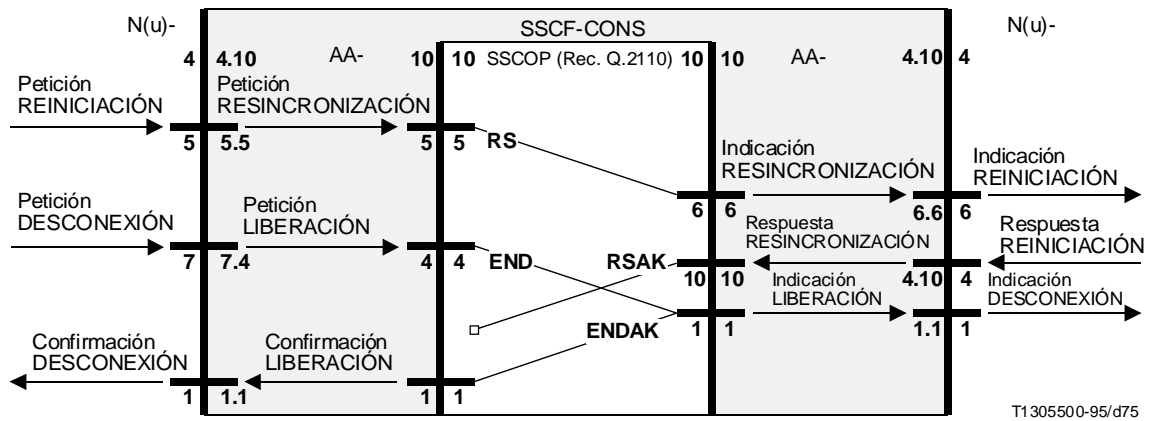 N(u)-
SSCF-CONS
N(u)-
4 4.10 AA- 10 10 SSCOP (Rec. Q.2110) 10 10 AA- 4.10 4
Petición
REINICIACIÓN
Petición
RESINCRONIZACIÓN
5 5.5 5 5
RS
Indicación
RESINCRONIZACIÓN
Indicación
REINICIACIÓN
6 6 6.6 6
Petición
DESCONEXIÓN
Petición
LIBERACIÓN
7 7.4 4 4
END
RSAK
Respuesta
RESINCRONIZACIÓN
Respuesta
REINICIACIÓN
10 10 4.10 4
Indicación
LIBERACIÓN
Indicación
DESCONEXIÓN
ENDAK
1 1 1.1 1
Confirmación
DESCONEXIÓN
Confirmación
LIBERACIÓN
1 1.1 1 1
T1305500-95/d75